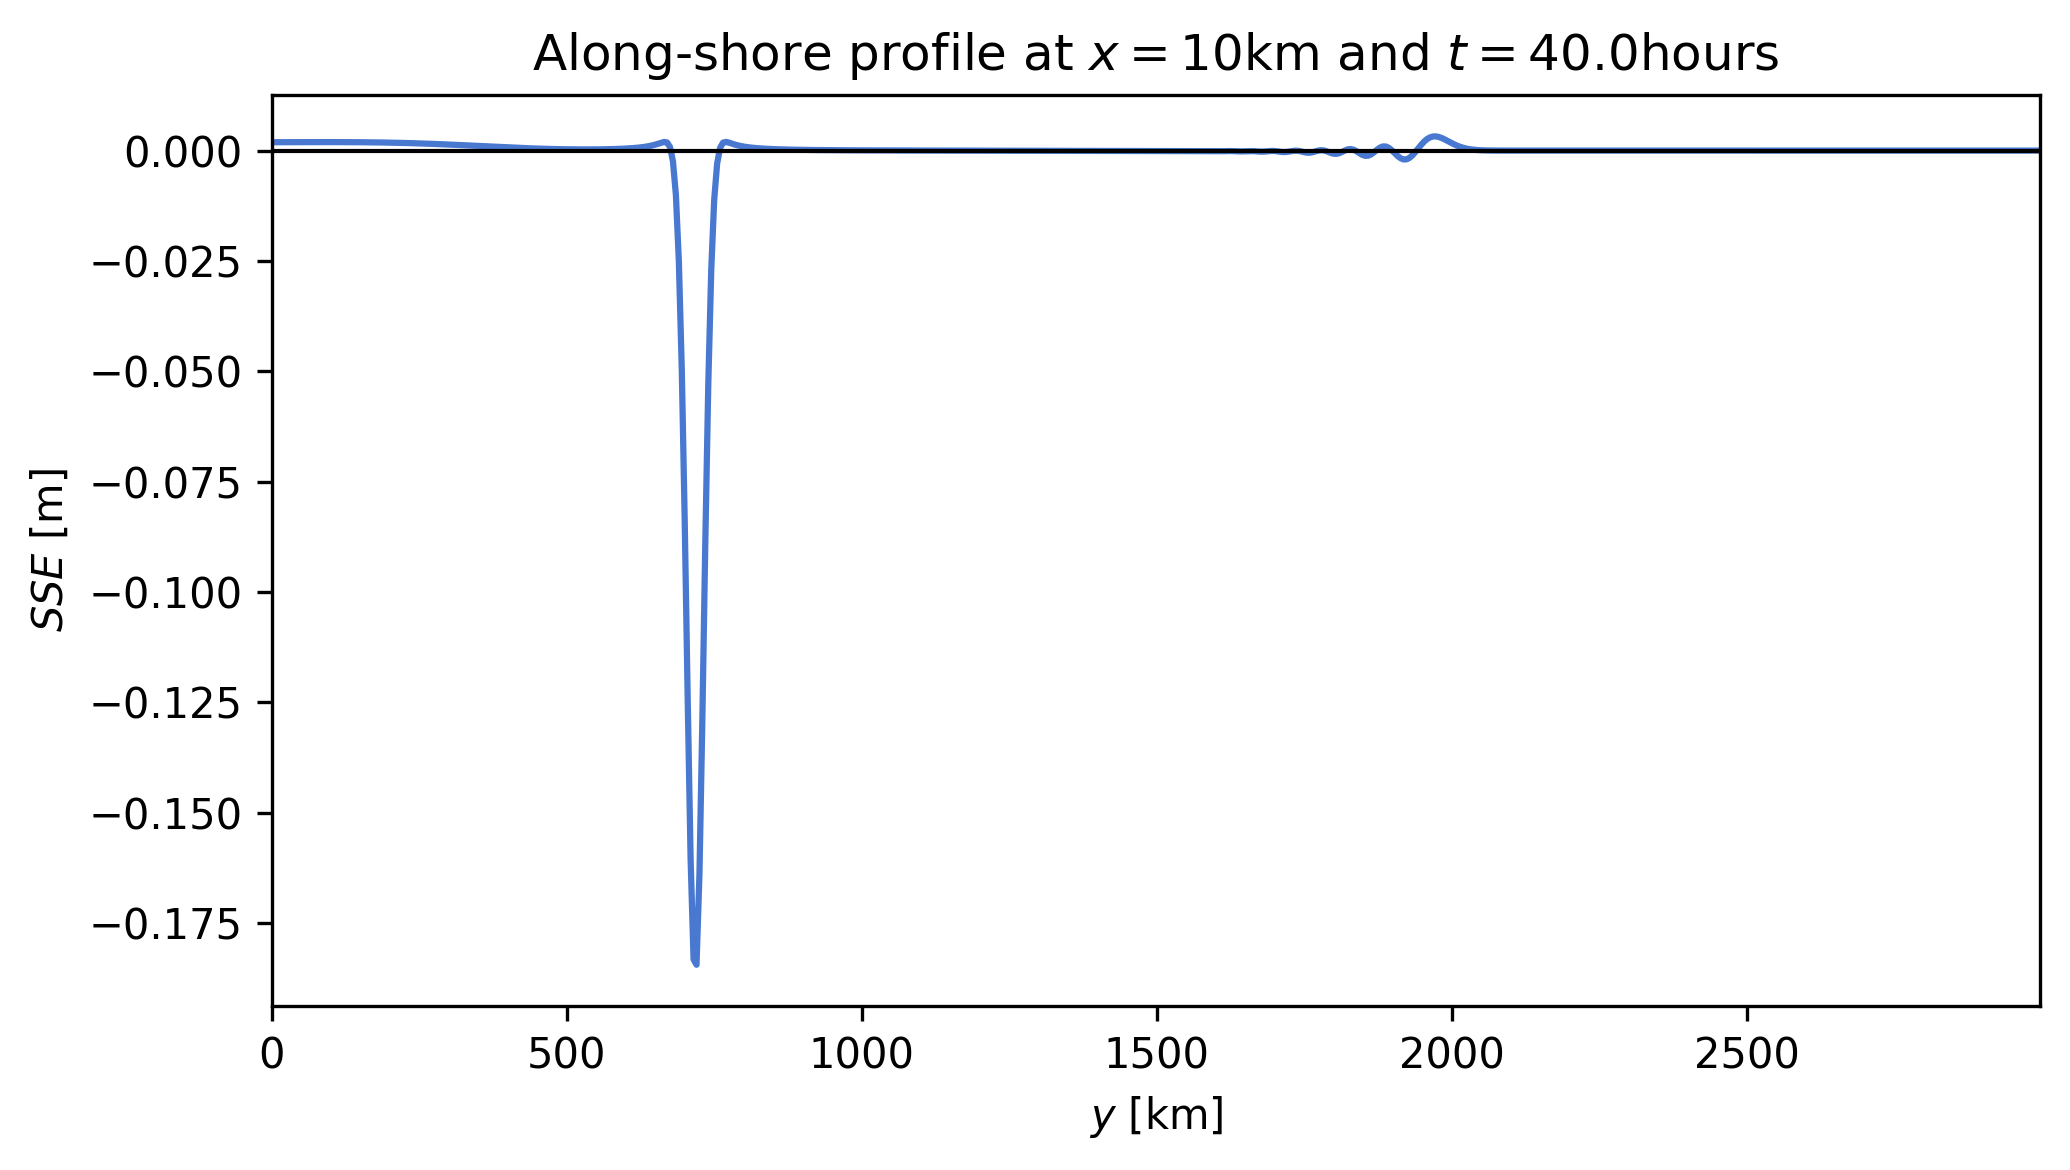 Along-shore profile at x = 10km and t = 40.0hours
0.000
−0.025
−0.050
−0.075
−0.100
−0.125
−0.150
−0.175
SSE [m]
0 500 1000 1500 2000 2500
y [km]